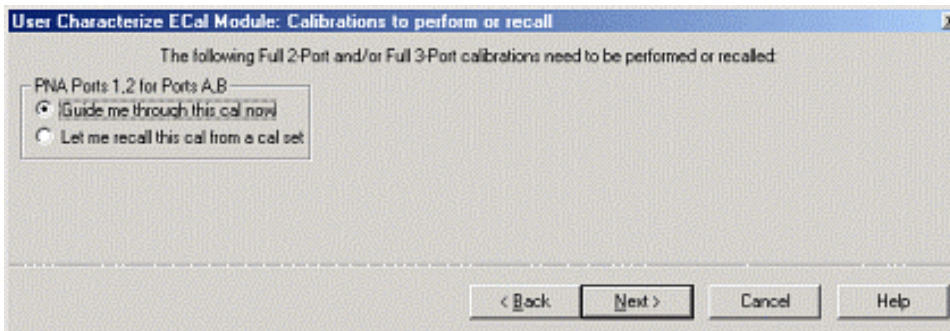 User Characterize ECal Module: Calibrations to perform or recall
The following Full 2-Port and/or Full 3-Port calibrations need to be performed or recalled:
PNA Ports 1,2 for Ports A,B
Guide me through this cal now
Let me recall this cal from a cal set
< Back
Next >
Cancel
Help